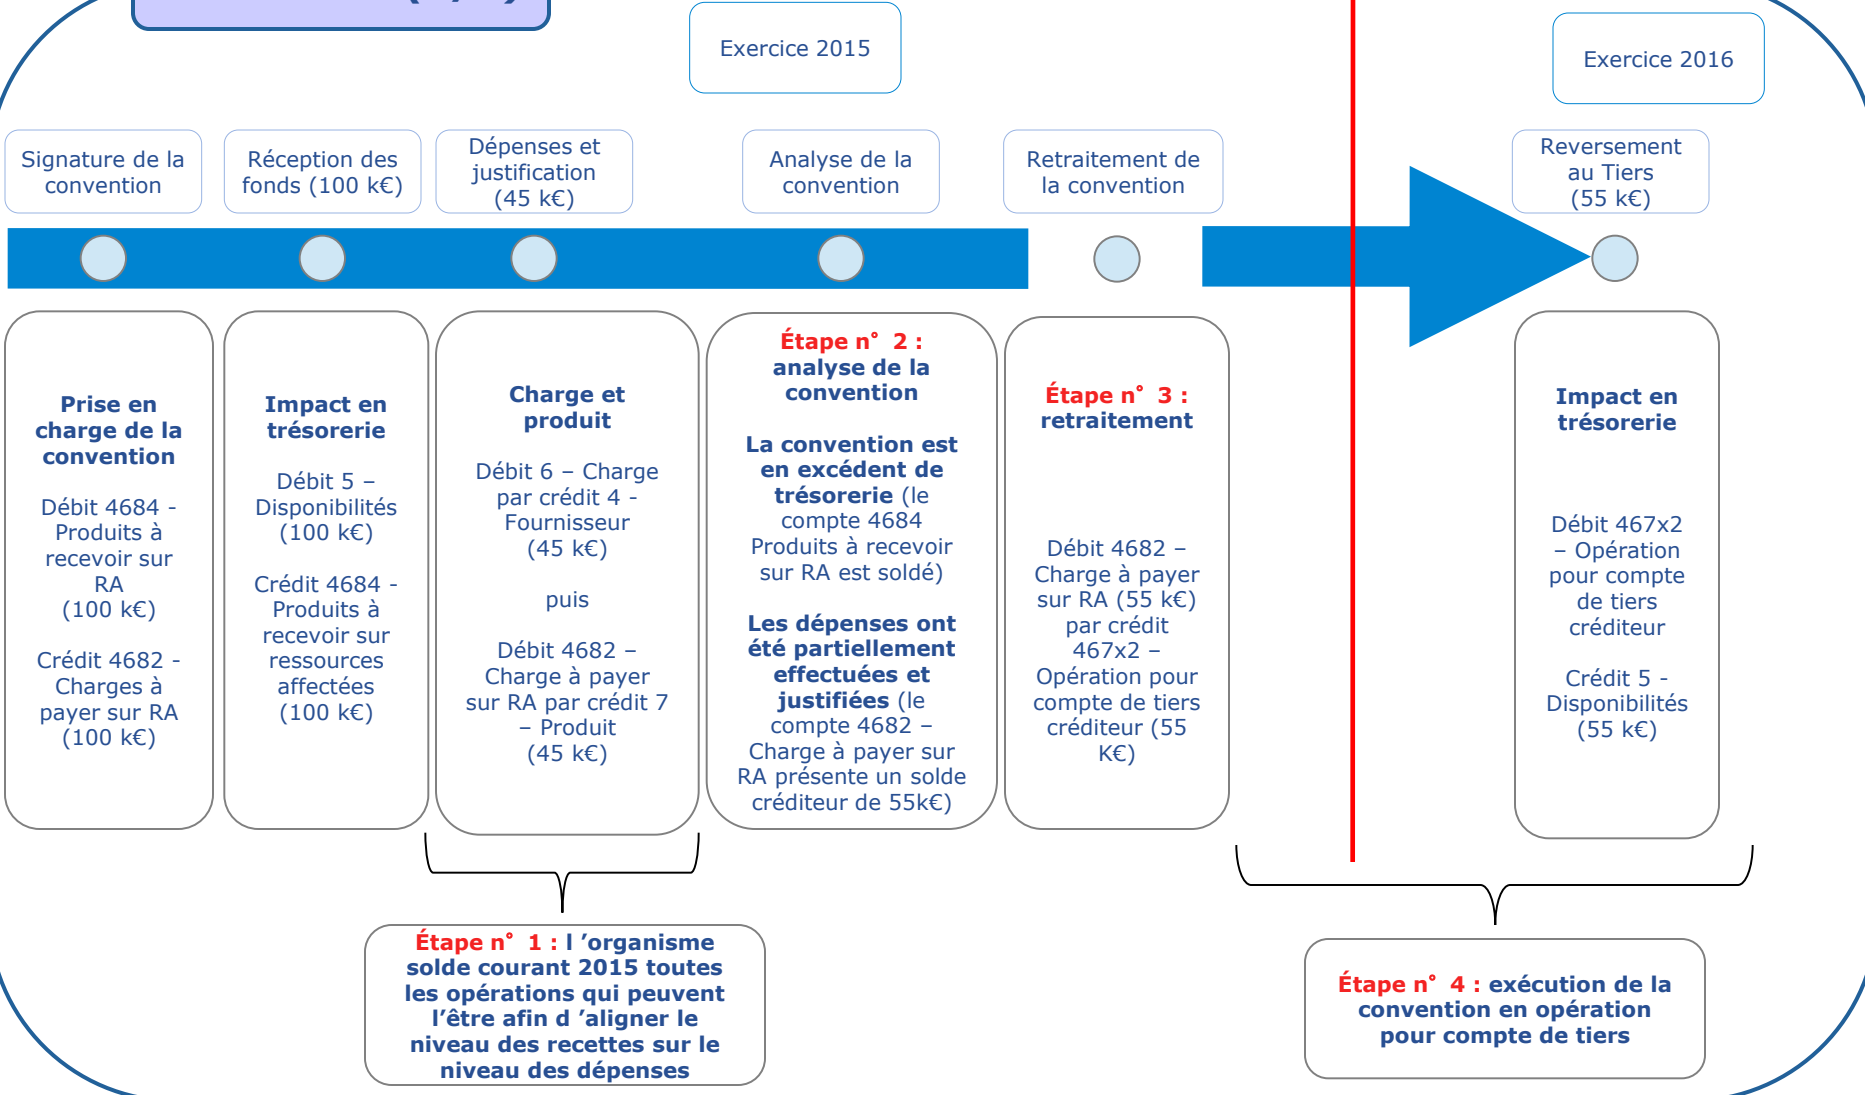 Exercice 2015
Exercice 2016
Signature de la
convention
Réception des
fonds (100 k€)
Dépenses et
justification
(45 k€)
Analyse de la
convention
Retraitement de
la convention
Reversement
au Tiers
(55 k€)
Prise en
charge de la
convention
Débit 4684 -
Produits à
recevoir sur
RA
(100 k€)
Crédit 4682 -
Charges à
payer sur RA
(100 k€)
Impact en
trésorerie
Débit 5 –
Disponibilités
(100 k€)
Crédit 4684 -
Produits à
recevoir sur
ressources
affectées
(100 k€)
Charge et
produit
Débit 6 – Charge
par crédit 4 -
Fournisseur
(45 k€)
puis
Débit 4682 –
Charge à payer
sur RA par crédit 7
– Produit
(45 k€)
Étape n° 2 :
analyse de la
convention
La convention est
en excédent de
trésorerie (le
compte 4684
Produits à recevoir
sur RA est soldé)
Les dépenses ont
été partiellement
effectuées et
justifiées (le
compte 4682 –
Charge à payer sur
RA présente un solde
créditeur de 55k€)
Étape n° 3 :
retraitement
Débit 4682 –
Charge à payer
sur RA (55 k€)
par crédit
467x2 –
Opération pour
compte de tiers
créditeur (55
K€)
Impact en
trésorerie
Débit 467x2
– Opération
pour compte
de tiers
créditeur
Crédit 5 -
Disponibilités
(55 k€)
Étape n° 1 : l ’organisme
solde courant 2015 toutes
les opérations qui peuvent
l’être afin d ’aligner le
niveau des recettes sur le
niveau des dépenses
Étape n° 4 : exécution de la
convention en opération
pour compte de tiers